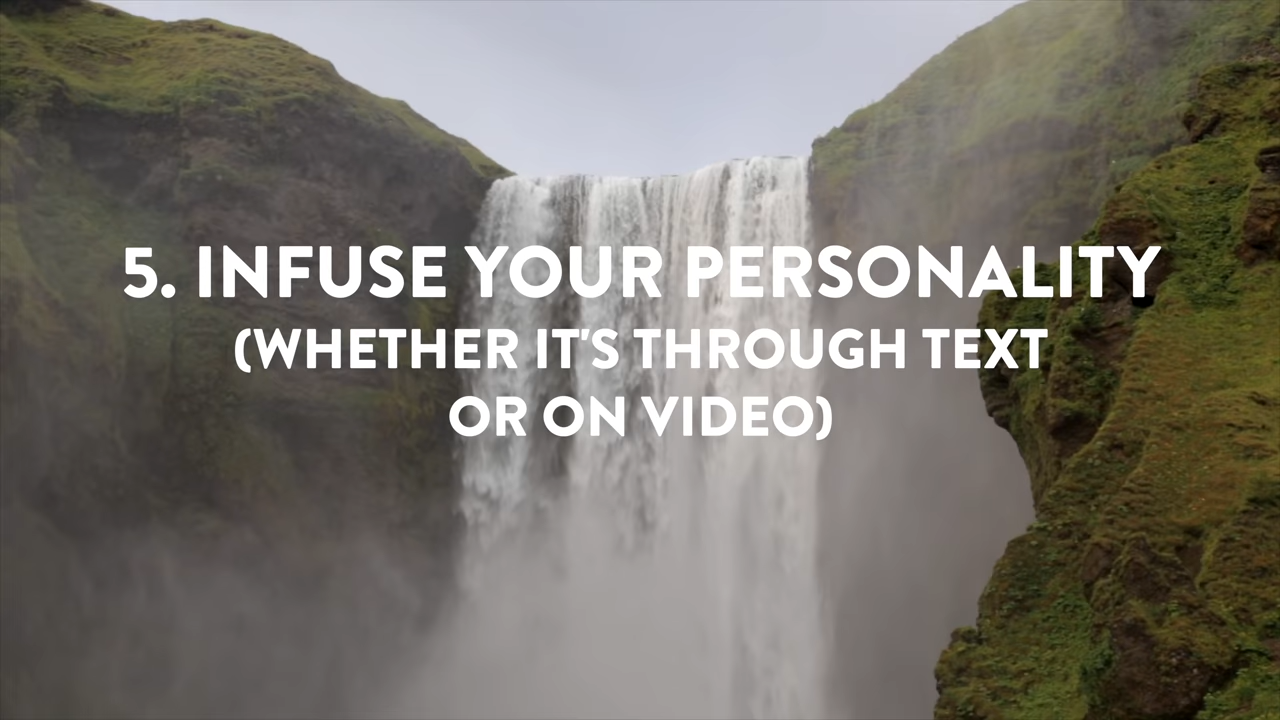 5. INFUSE YOUR PERSONALITY
(WHETHER IT'S THROUGH TEXT
OR ON VIDEO)